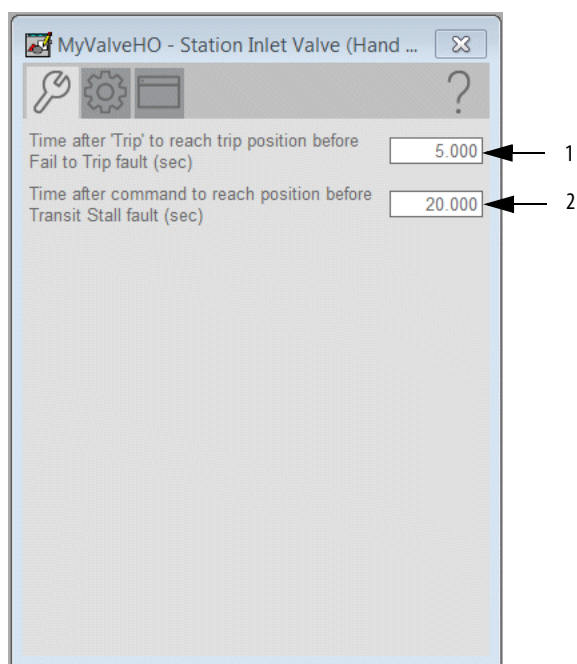 MyValveHO - Station Inlet Valve (Hand ...
?
Time after 'Trip' to reach trip position before
Fail to Trip fault (sec)
5.000
1
Time after command to reach position before
Transit Stall fault (sec)
20.000
2